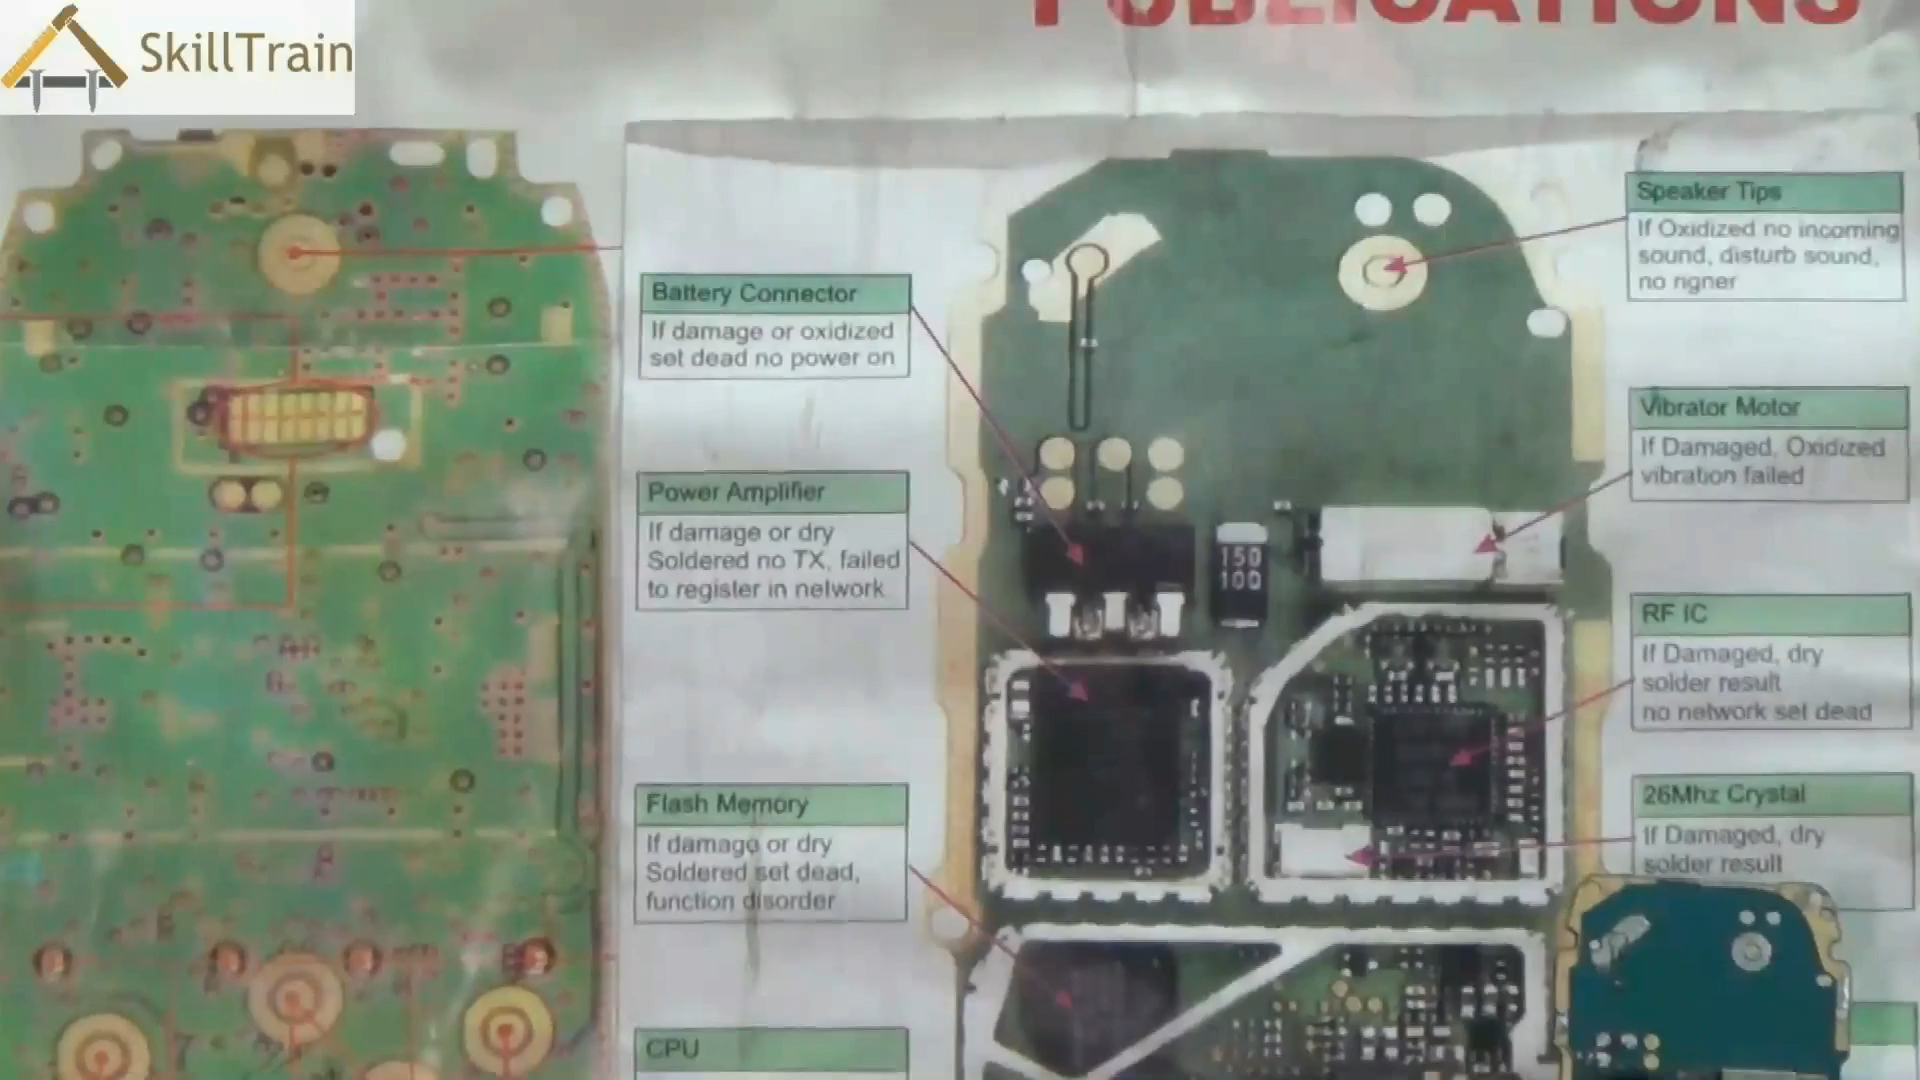 SkillTrain
PUBLICATIONS
Battery Connector
If damage or oxidized
set dead no power on
Power Amplifier
If damage or dry
Soldered no TX, failed
to register in nelwork
Flash Memory
If damage or dry
Soldered set dead,
function disorder
CPU
150
100
Speaker Tips
If Oxidized no incoming
sound, disturb sound,
no rigner
Vibrator Motor
If Damaged, Oxidized
vibration failed
RF IC
If Damaged, dry
solder result
no network set dead
26Mhz Crystal
If Damaged, dry
solder result